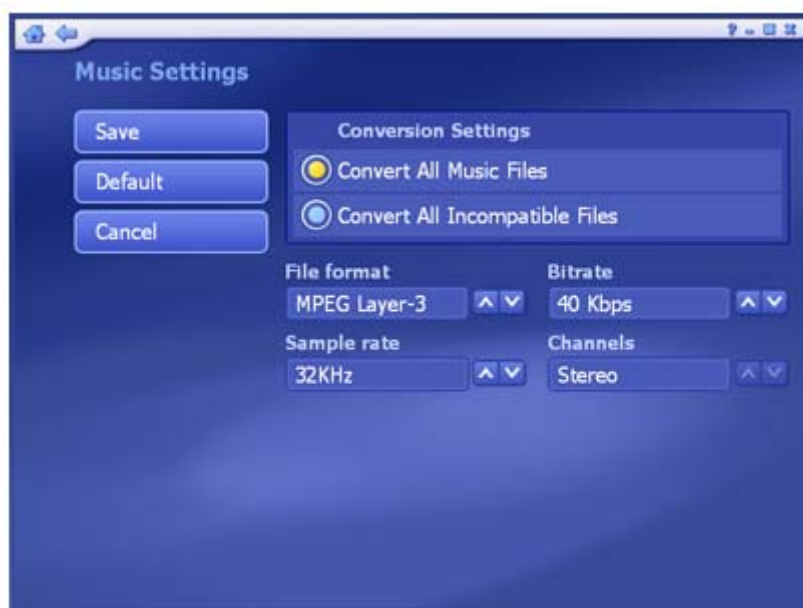 Music Settings
Save
Default
Cancel
Conversion Settings
Convert All Music Files
Convert All Incompatible Files
File format
MPEG Layer-3
Bitrate
40 Kbps
Sample rate
32KHz
Channels
Stereo